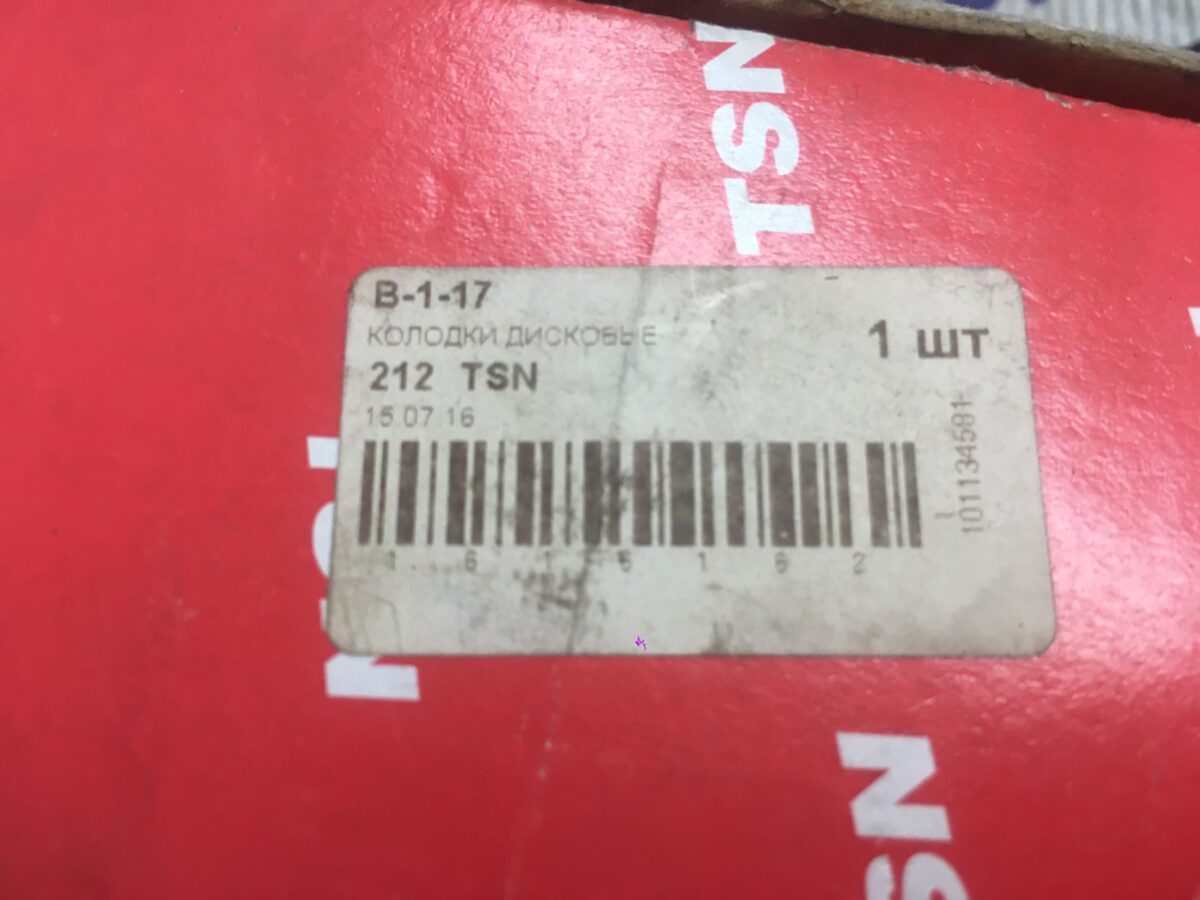 TSN
B-1-17
КОЛОДКИ ДИСКОВЫЕ
1 шт
212 TSN
15.07.16
1 6 1 5 1 6 2
101134581
TSN